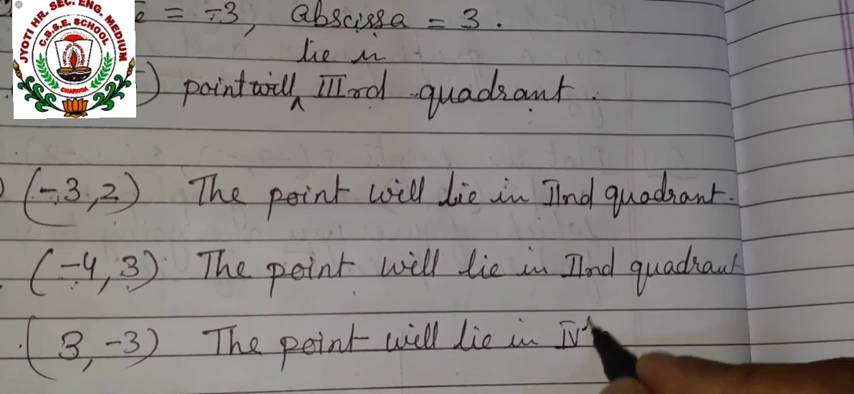 = -3, abscissa = 3.
lie in
) point will ^ IIIrd quadrant.
) (-3,2) The point will lie in IInd quadrant.
. (-4,3) The point will lie in IInd quadrant
.(3,-3) The point will lie in IVt
JYOTI HR. SEC. ENG. MEDIUM
C.B.S.E. SCHOOL